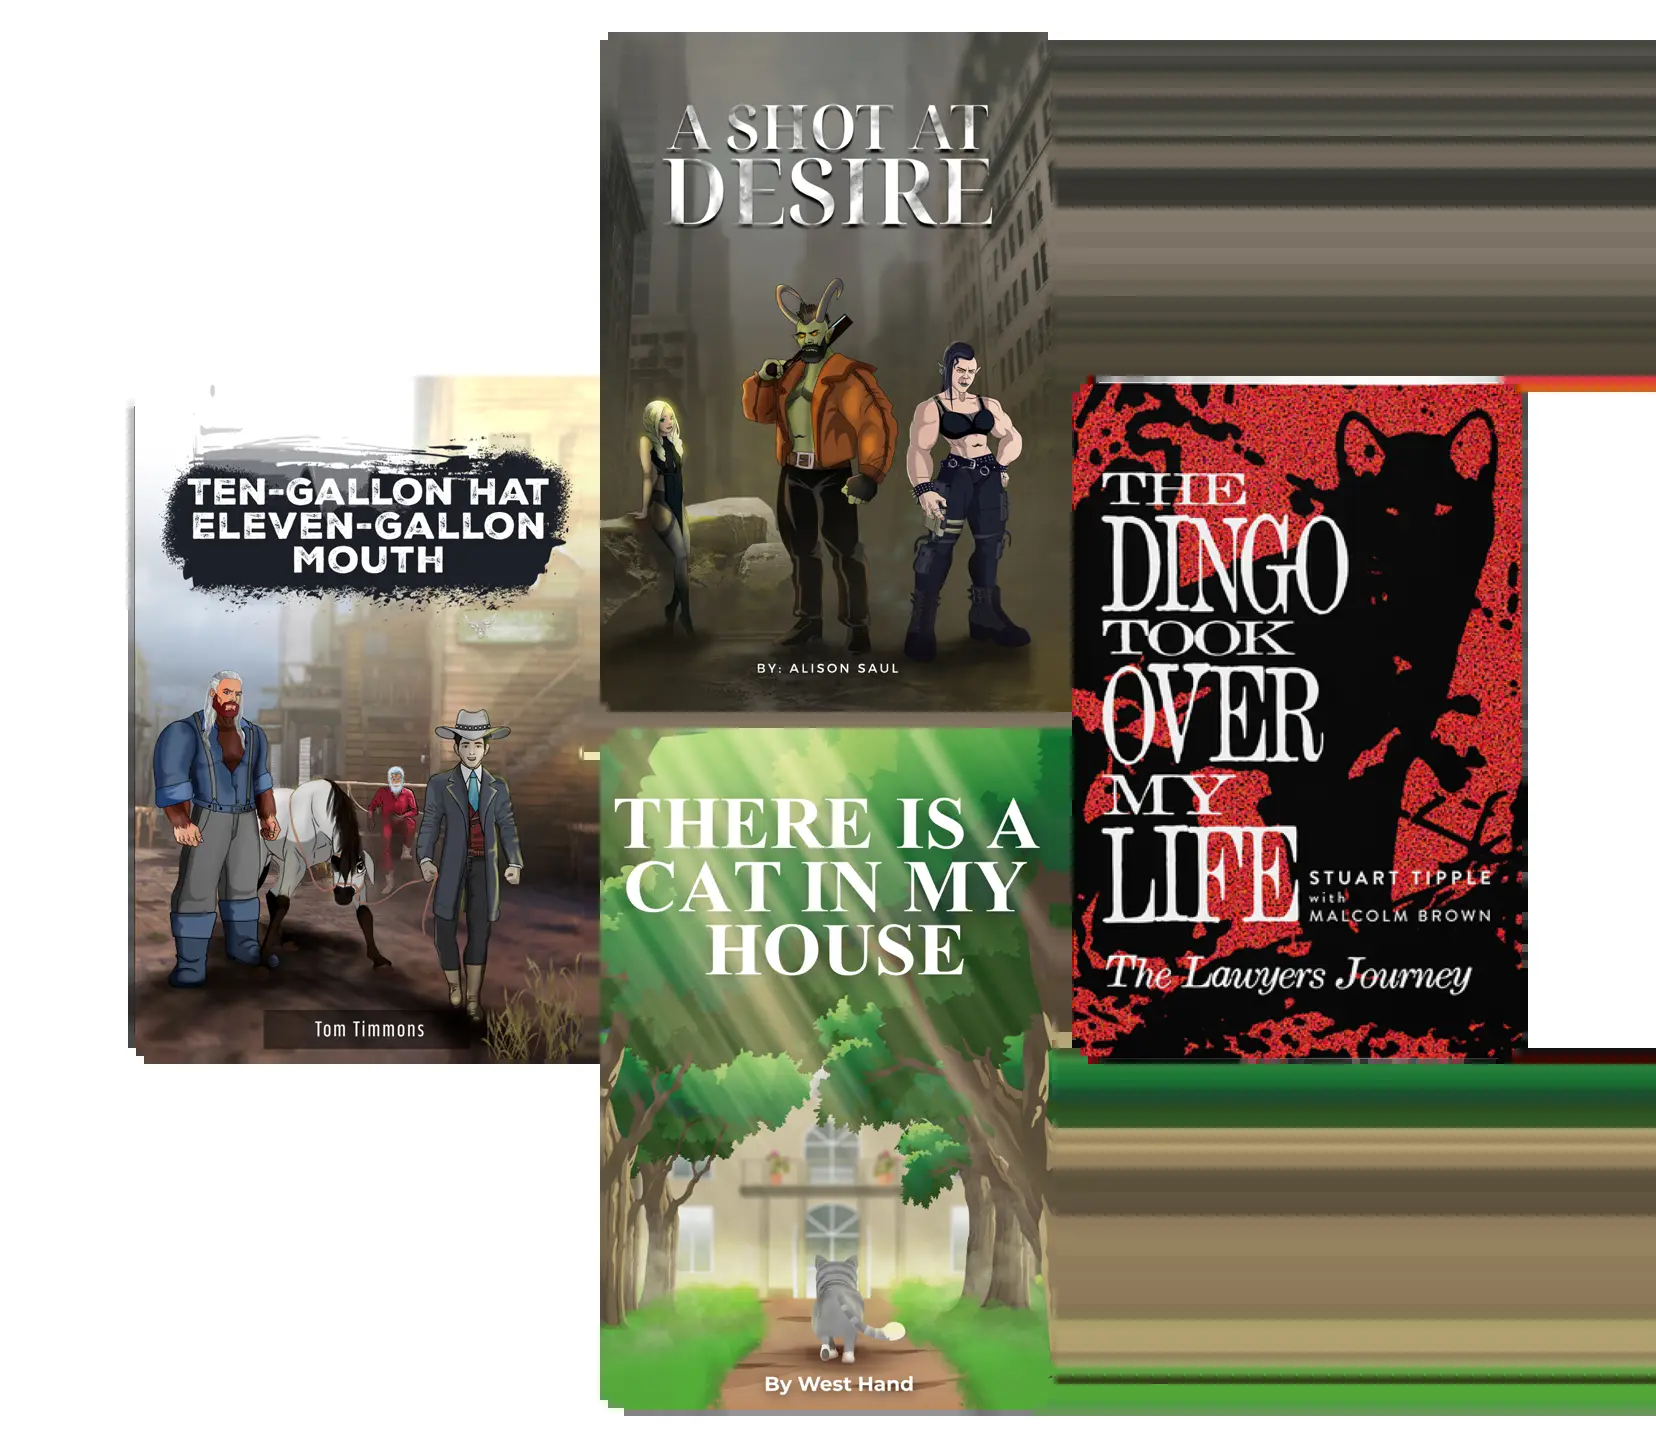 A SHOT AT
DESIRE
BY: ALISON SAUL
TEN-GALLON HAT
ELEVEN-GALLON
MOUTH
Tom Timmons
THERE IS A
CAT IN MY
HOUSE
By West Hand
THE
DINGO
TOOK
OVER
MY
LIFE
STUART TIPPLE
with
MALCOLM BROWN
The Lawyers Journey